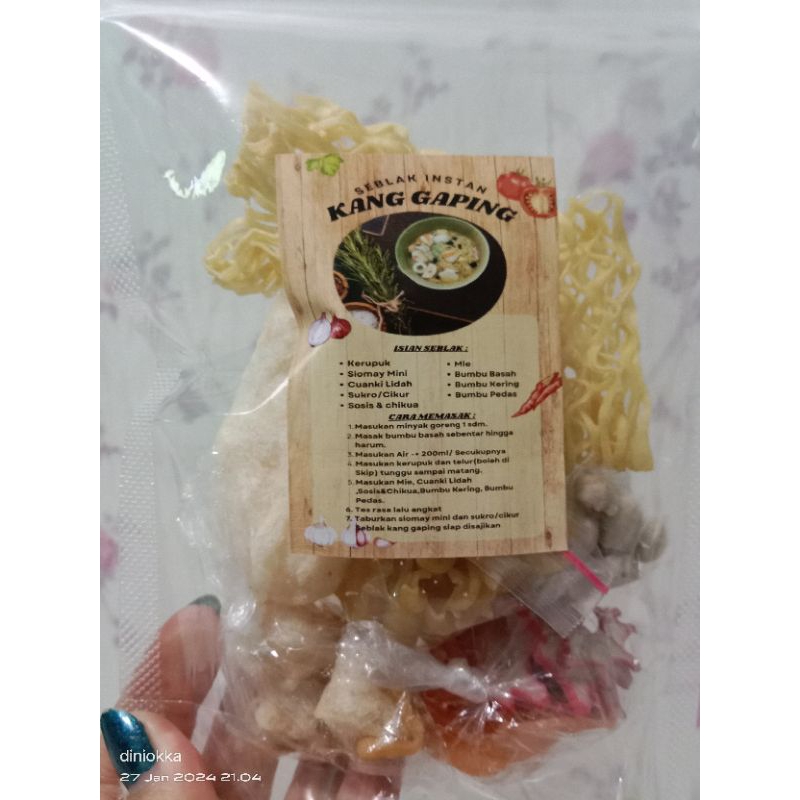 SEBLAK INSTAN
KANG GAPING
ISIAN SEBLAK :
• Kerupuk
• Siomay Mini
• Cuanki Lidah
• Sukro/Cikur
• Sosis & chikua
• Mie
• Bumbu Basah
• Bumbu Kering
• Bumbu Pedas
CARA MEMASAK :
1. Masukan minyak goreng 1 sdm.
2. Masak bumbu basah sebentar hingga
harum.
3. Masukan Air -+ 200ml/ Secukupnya
4. Masukan kerupuk dan telur(boleh di
Skip) tunggu sampai matang.
5. Masukan Mie, Cuanki Lidah
,Sosis&Chikua,Bumbu Kering, Bumbu
Pedas.
6. Tes rasa lalu angkat
7. Taburkan siomay mini dan sukro/cikur
Seblak kang gaping siap disajikan
diniokka
27 Jan 2024 21.04